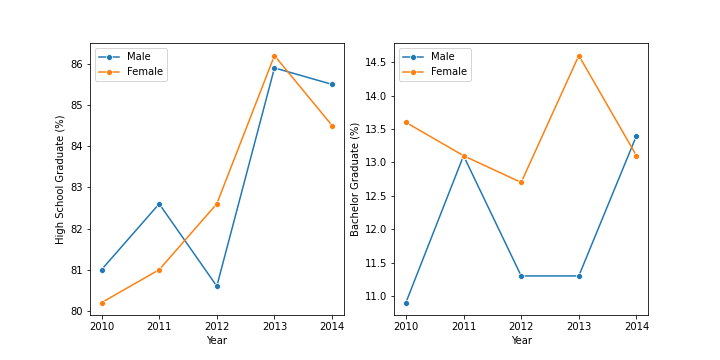 Male
Female
High School Graduate (%)
86
85
84
83
82
81
80
2010 2011 2012 2013 2014
Year
Male
Female
Bachelor Graduate (%)
14.5
14.0
13.5
13.0
12.5
12.0
11.5
11.0
2010 2011 2012 2013 2014
Year